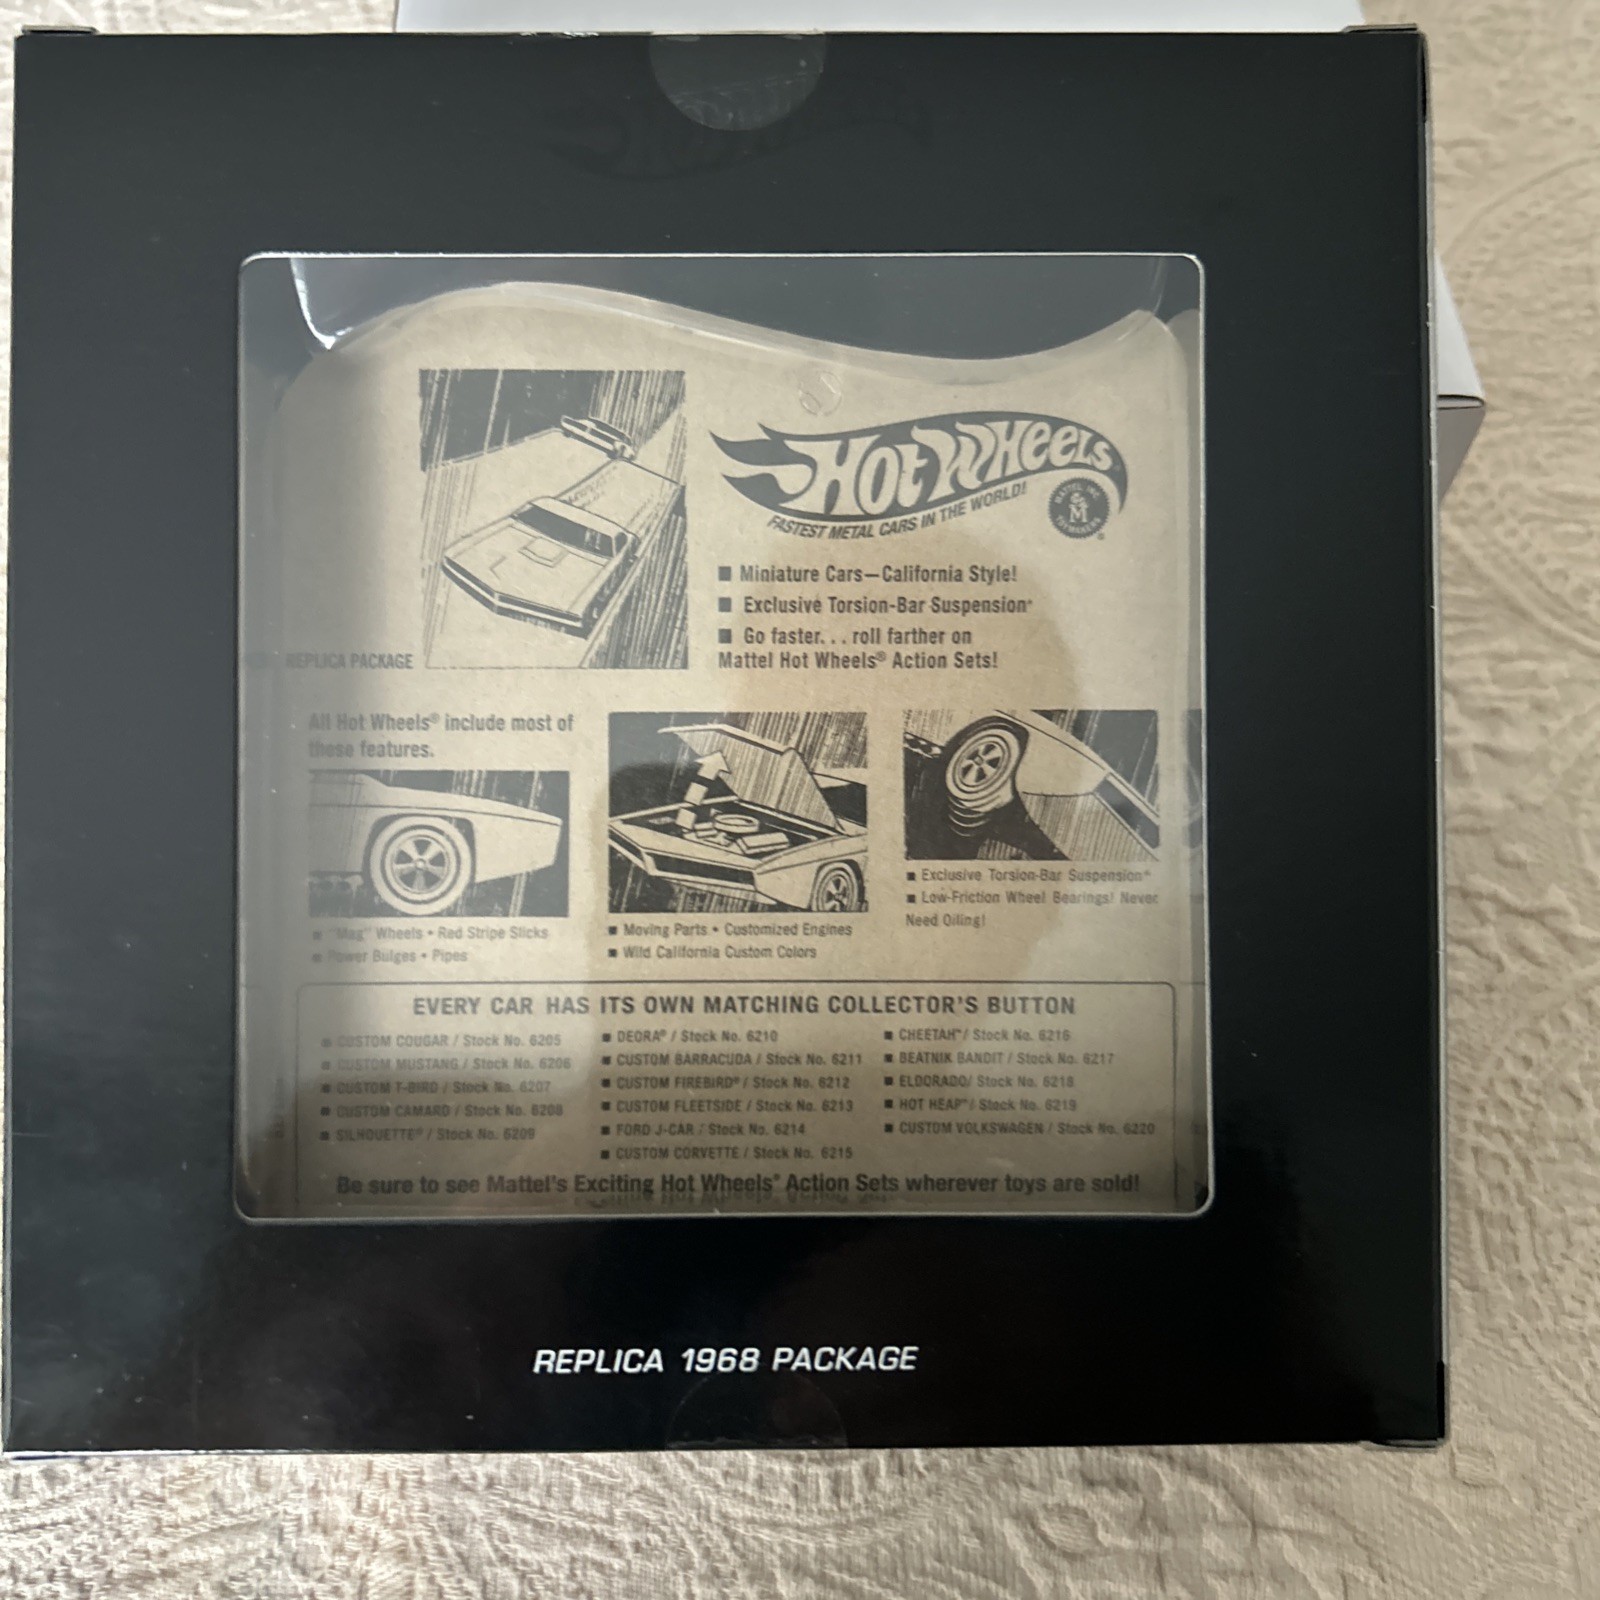 Hot Wheels
FASTEST METAL CARS IN THE WORLD!
MATTEL INC
M
TOYMAKERS
■ Miniature Cars—California Style!
■ Exclusive Torsion-Bar Suspension*
■ Go faster... roll farther on
Mattel Hot Wheels® Action Sets!
REPLICA PACKAGE
All Hot Wheels® include most of
these features.
■ "Mag" Wheels • Red Stripe Slicks
■ Power Bulges • Pipes
■ Moving Parts • Customized Engines
■ Wild California Custom Colors
■ Exclusive Torsion-Bar Suspension*
■ Low-Friction Wheel Bearings! Never
Need Oiling!
EVERY CAR HAS ITS OWN MATCHING COLLECTOR'S BUTTON
■ CUSTOM COUGAR / Stock No. 6205
■ CUSTOM MUSTANG / Stock No. 6206
■ CUSTOM T-BIRD / Stock No. 6207
■ CUSTOM CAMARO / Stock No. 6208
■ SILHOUETTE® / Stock No. 6209
■ DEORA® / Stock No. 6210
■ CUSTOM BARRACUDA / Stock No. 6211
■ CUSTOM FIREBIRD® / Stock No. 6212
■ CUSTOM FLEETSIDE / Stock No. 6213
■ FORD J-CAR / Stock No. 6214
■ CUSTOM CORVETTE / Stock No. 6215
■ CHEETAH™/ Stock No. 6216
■ BEATNIK BANDIT / Stock No. 6217
■ ELDORADO/ Stock No. 6218
■ HOT HEAP™/ Stock No. 6219
■ CUSTOM VOLKSWAGEN / Stock No. 6220
Be sure to see Mattel's Exciting Hot Wheels® Action Sets wherever toys are sold!
REPLICA 1968 PACKAGE